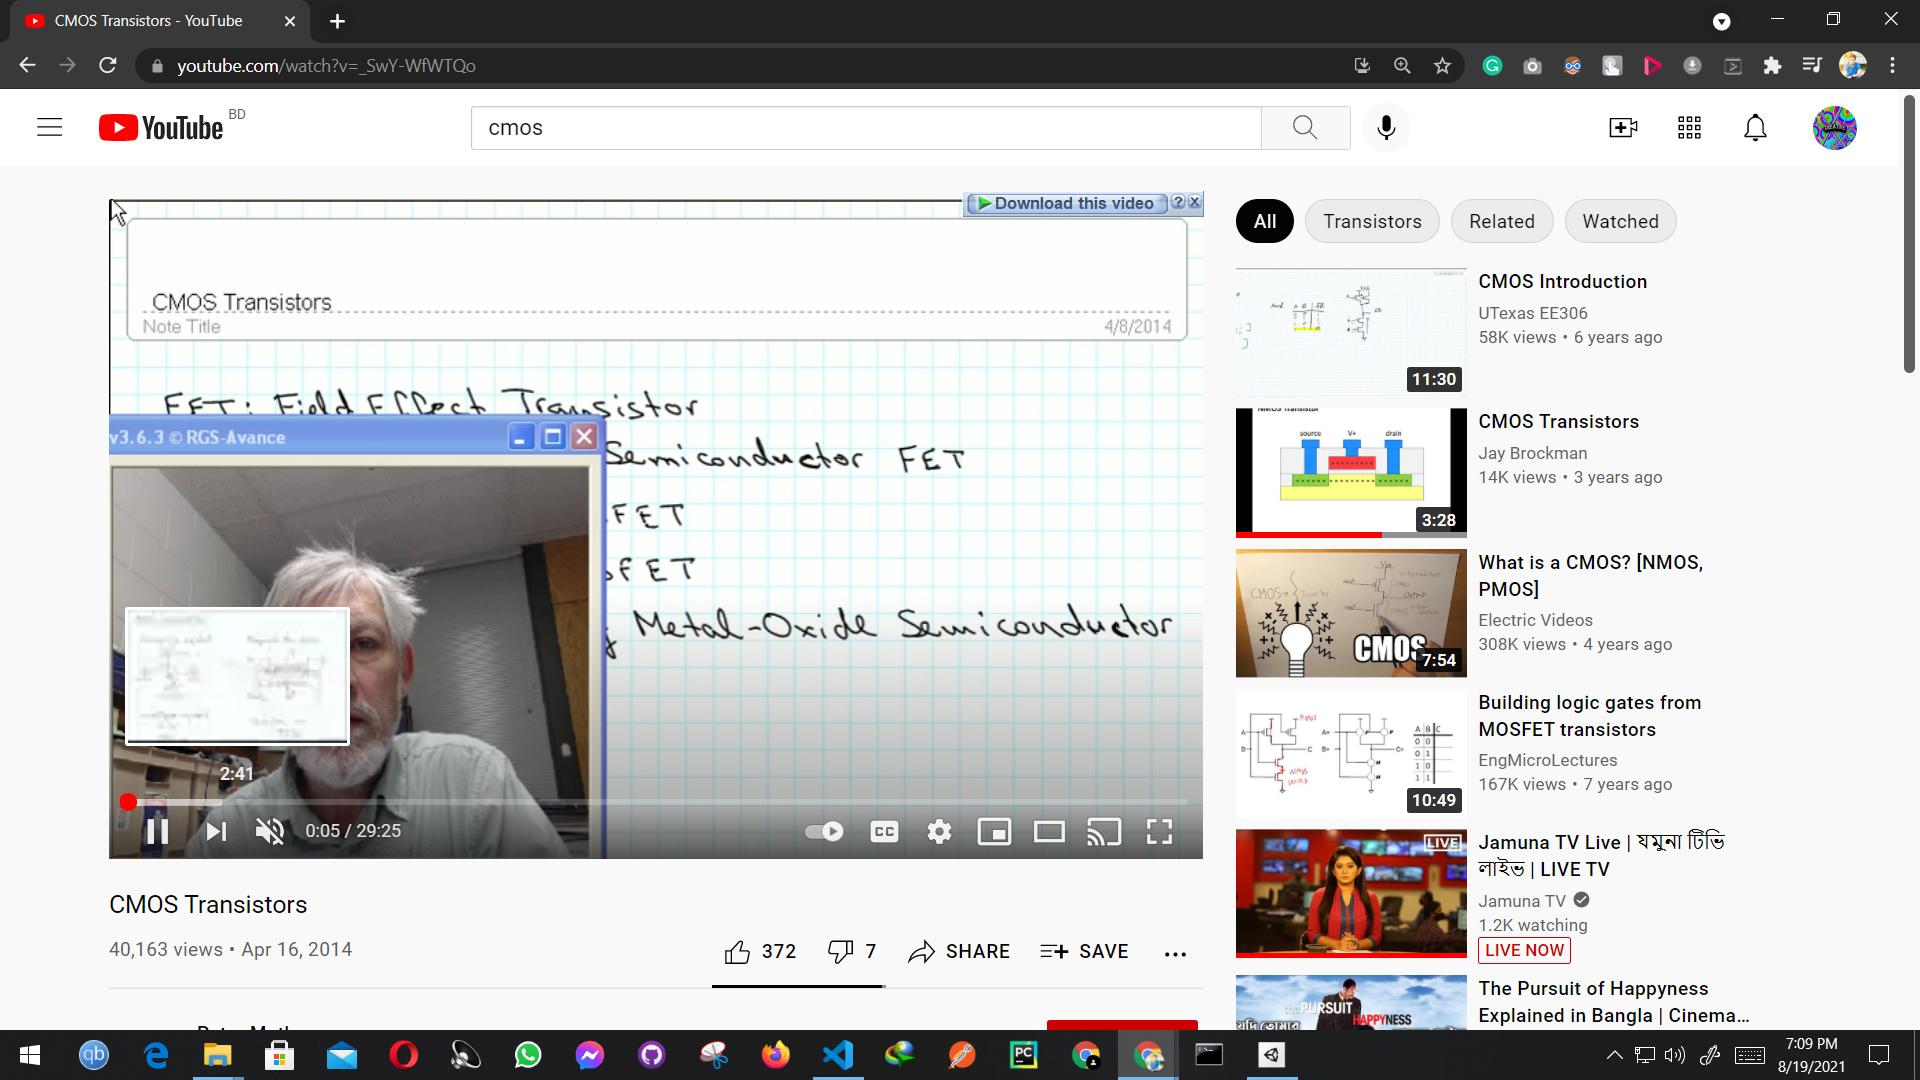 CMOS Transistors - YouTube
youtube.com/watch?v=_SwY-WfWTQo
YouTube BD
cmos
Download this video
CMOS Transistors
Note Title 4/8/2014
FET: Field Effect Transistor
v3.6.3 © RGS-Avance
Semiconductor FET
FET
FET
Metal-Oxide Semiconductor
2:41
0:05 / 29:25
CC
CMOS Transistors
40,163 views • Apr 16, 2014
372 7 SHARE SAVE
All Transistors Related Watched
11:30
CMOS Introduction
UTexas EE306
58K views • 6 years ago
source V+ drain
3:28
CMOS Transistors
Jay Brockman
14K views • 3 years ago
CMOS
7:54
What is a CMOS? [NMOS,
PMOS]
Electric Videos
308K views • 4 years ago
10:49
Building logic gates from
MOSFET transistors
EngMicroLectures
167K views • 7 years ago
LIVE
Jamuna TV Live | যমুনা টিভি
লাইভ | LIVE TV
Jamuna TV
1.2K watching
LIVE NOW
PURSUIT
HAPPYNESS
The Pursuit of Happyness
Explained in Bangla | Cinema...
qb
PC
7:09 PM
8/19/2021